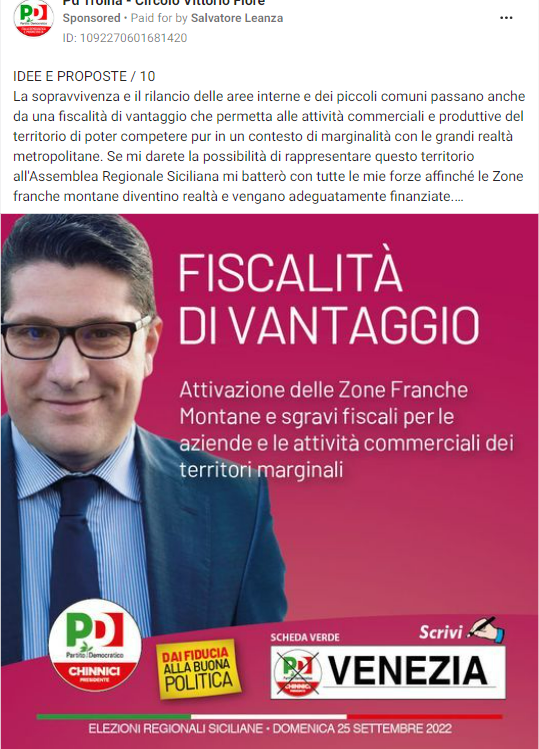 Pd Troina - Circolo Vittorio Fiore
Sponsored • Paid for by Salvatore Leanza
ID: 1092270601681420
IDEE E PROPOSTE / 10
La sopravvivenza e il rilancio delle aree interne e dei piccoli comuni passano anche
da una fiscalità di vantaggio che permetta alle attività commerciali e produttive del
territorio di poter competere pur in un contesto di marginalità con le grandi realtà
metropolitane. Se mi darete la possibilità di rappresentare questo territorio
all'Assemblea Regionale Siciliana mi batterò con tutte le mie forze affinché le Zone
franche montane diventino realtà e vengano adeguatamente finanziate....
FISCALITÀ
DI VANTAGGIO
Attivazione delle Zone Franche
Montane e sgravi fiscali per le
aziende e le attività commerciali dei
territori marginali
PD
Partito Democratico
CHINNICI
PRESIDENTE
DAI FIDUCIA
ALLA BUONA
POLITICA
SCHEDA VERDE
Scrivi
PD
Partito Democratico
CHINNICI
PRESIDENTE
VENEZIA
ELEZIONI REGIONALI SICILIANE • DOMENICA 25 SETTEMBRE 2022